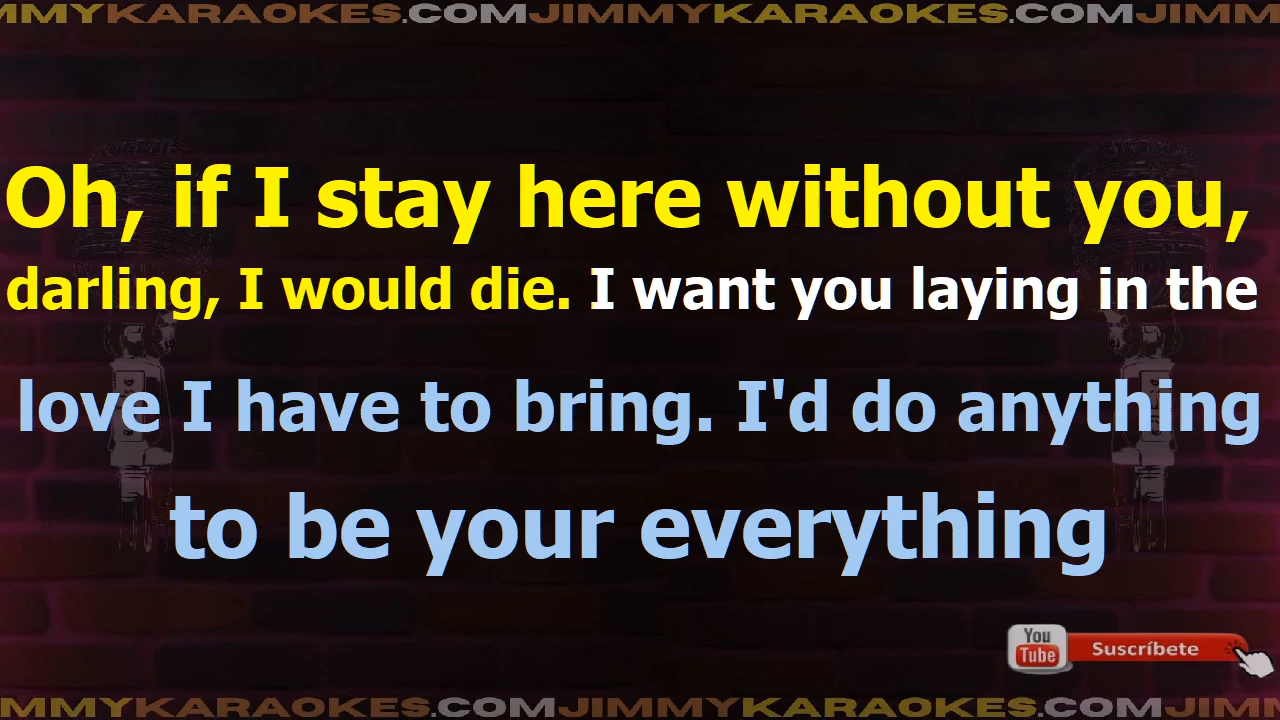 MMYKARAOKES.COMJIMMYKARAOKES.COMJIMM
Oh, if I stay here without you,
darling, I would die. I want you laying in the
love I have to bring. I'd do anything
to be your everything
You
Tube
Suscríbete
MMYKARAOKES.COMJIMMYKARAOKES.COMJIMM